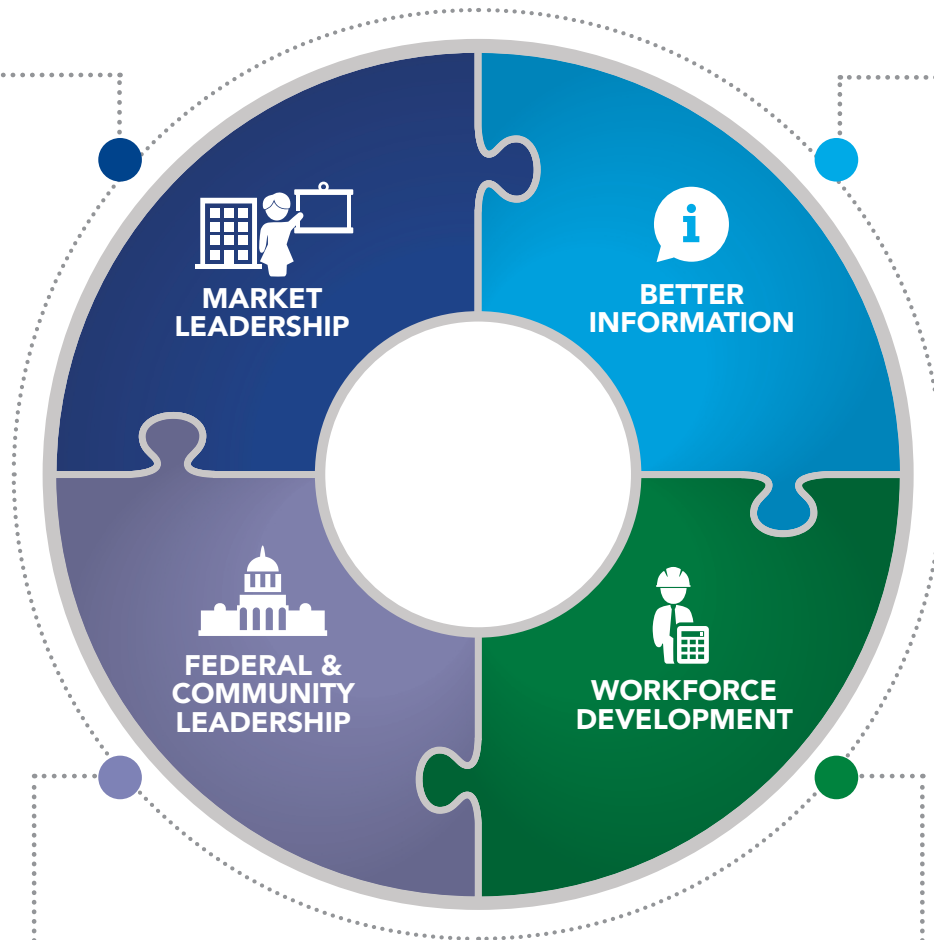 MARKET
LEADERSHIP
i
BETTER
INFORMATION
FEDERAL &
COMMUNITY
LEADERSHIP
WORKFORCE
DEVELOPMENT